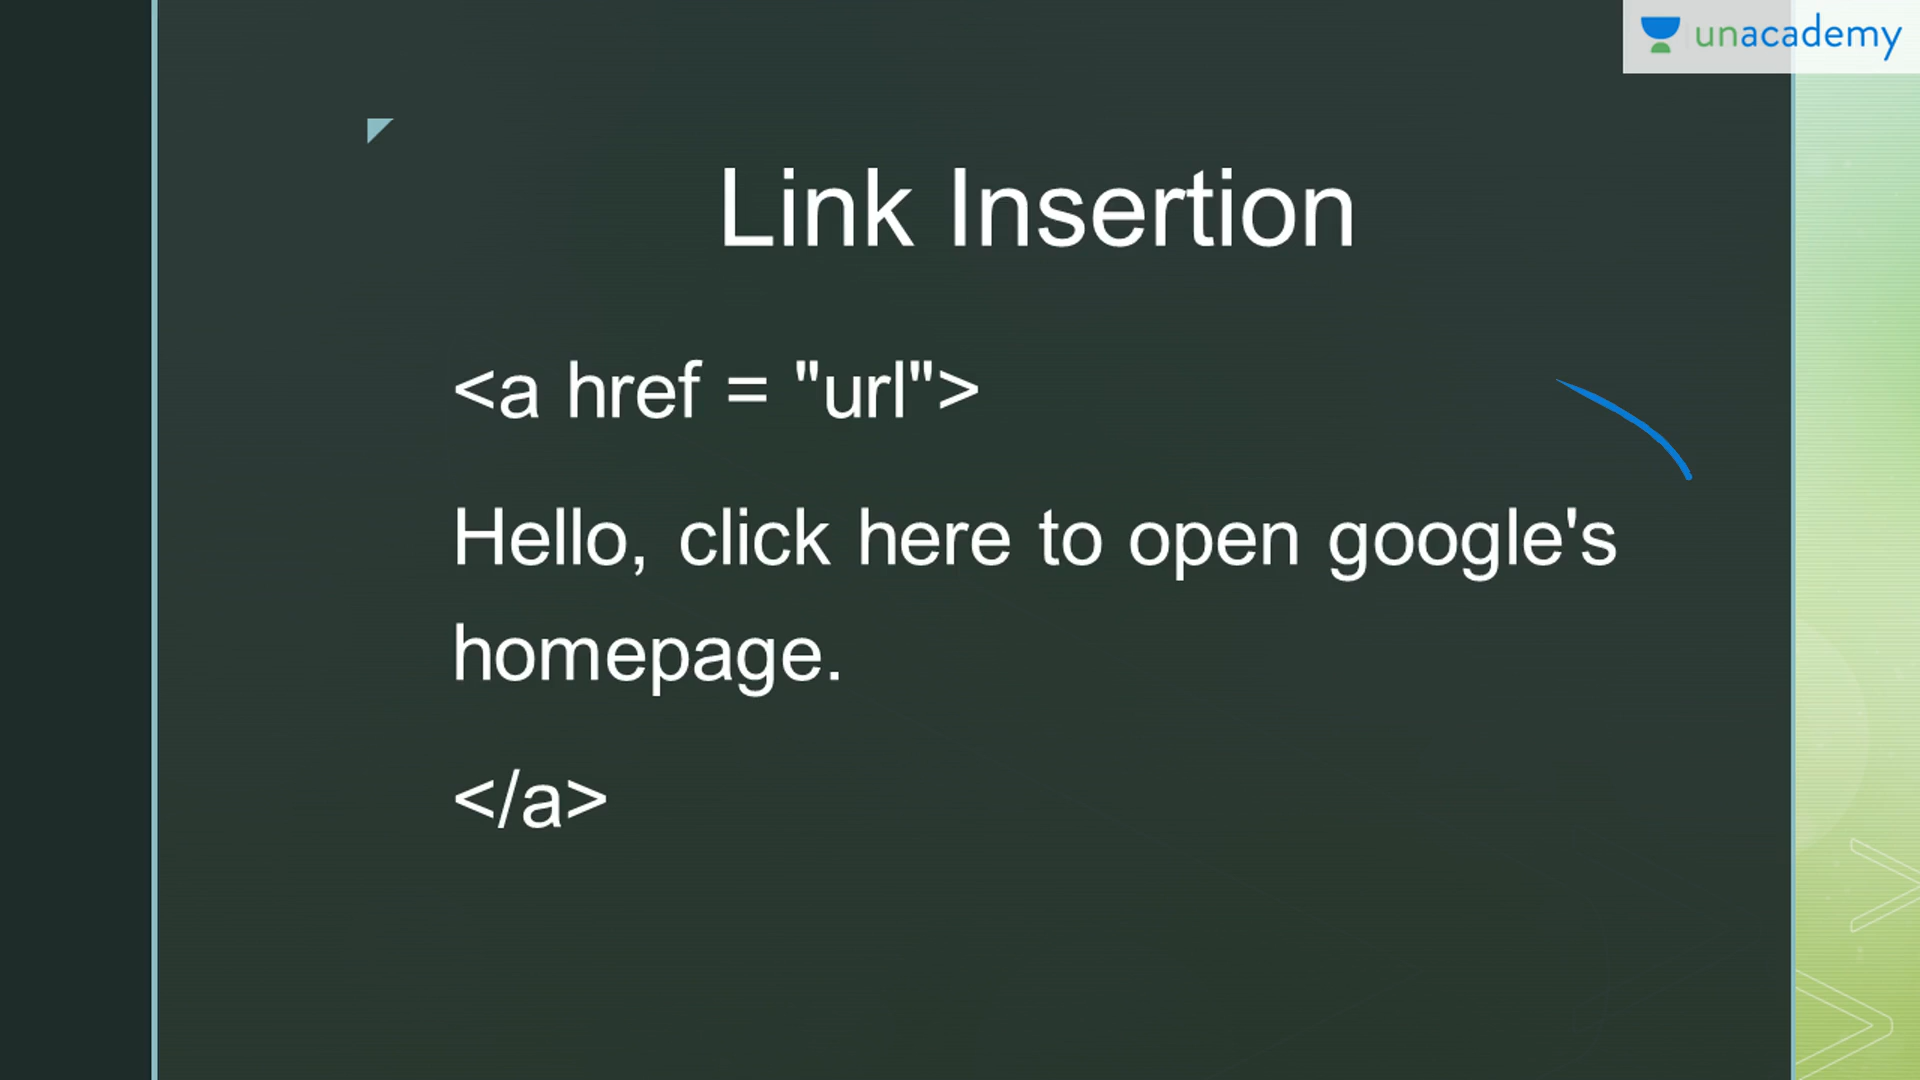 unacademy
Link Insertion
<a href = "url">
Hello, click here to open google's
homepage.
</a>